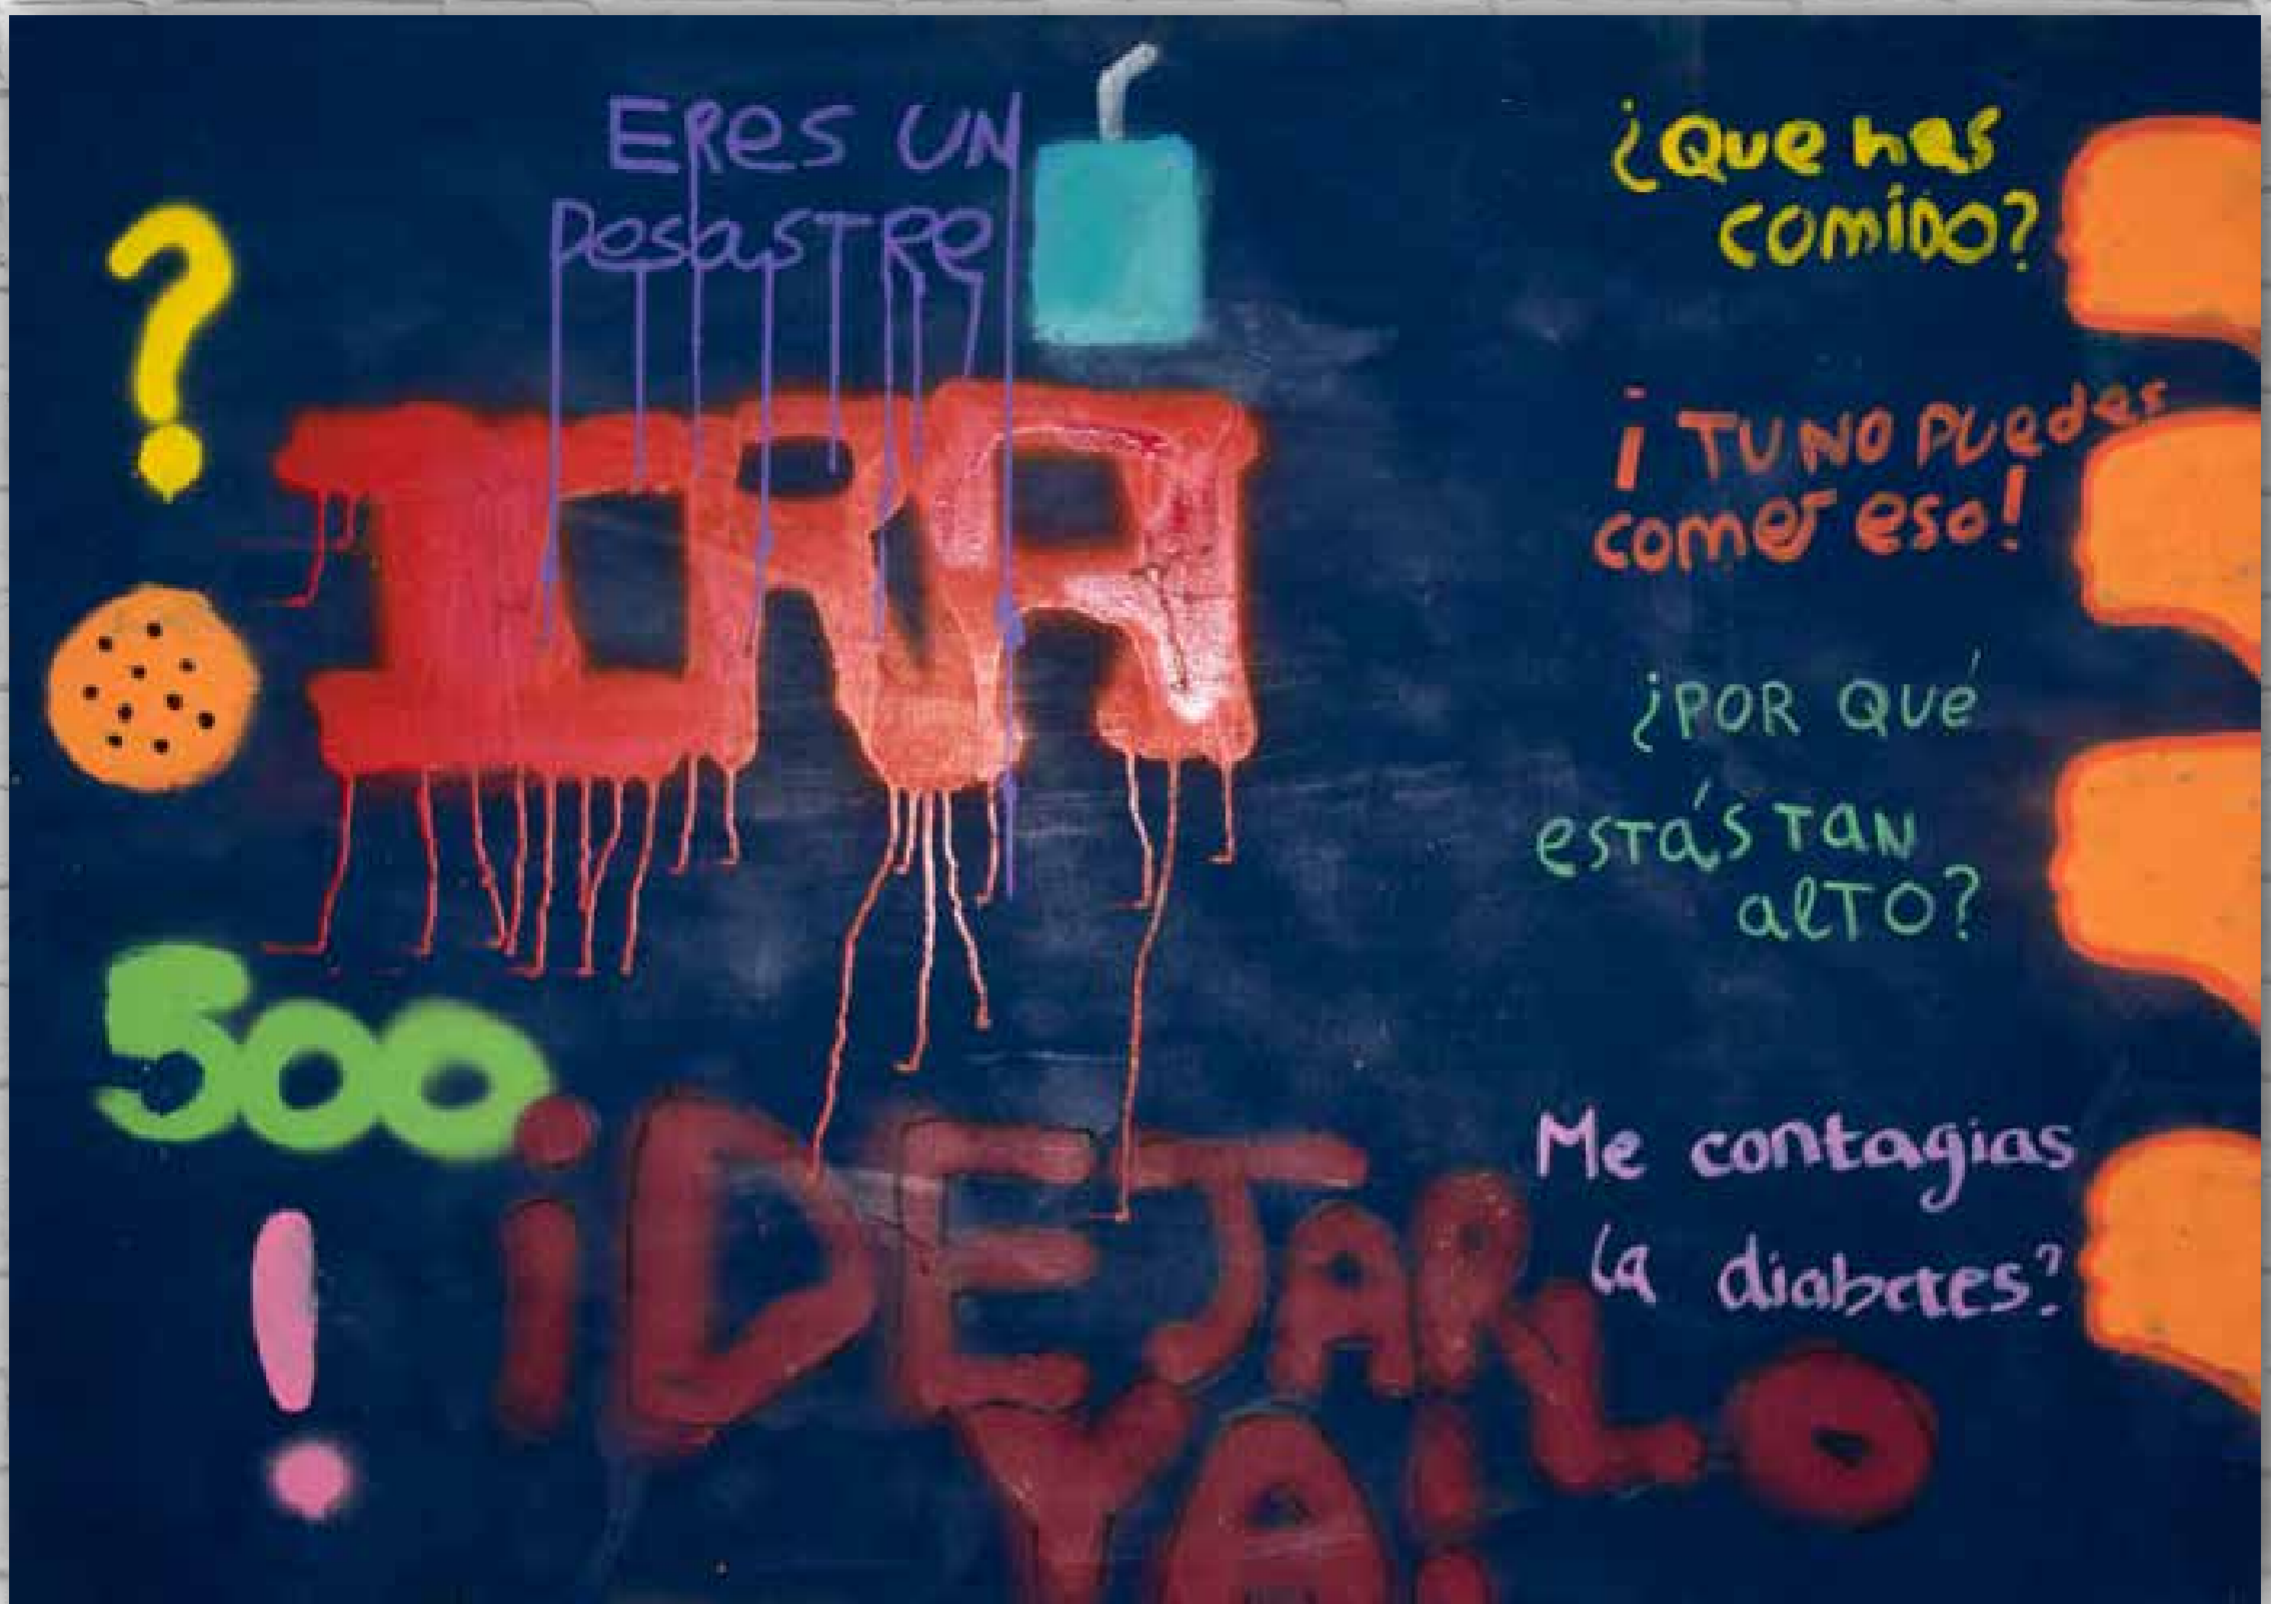 ?
ERes UN
Desastre
IRA
500
!
¡DEJARLO
YA!
¿Que has
comido?
¡TU NO PUedes
comer eso!
¿POR QUé
estás tan
alto?
Me contagias
la diabetes?